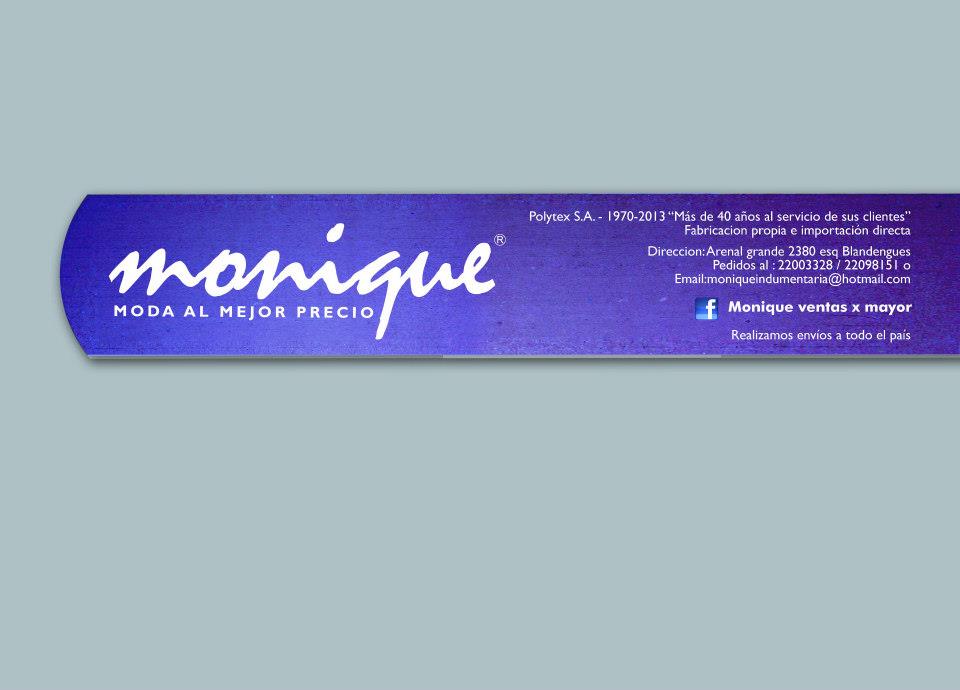 monique®
MODA AL MEJOR PRECIO
Polytex S.A. - 1970-2013 “Más de 40 años al servicio de sus clientes”
Fabricacion propia e importación directa
Direccion: Arenal grande 2380 esq Blandengues
Pedidos al : 22003328 / 22098151 o
Email:moniqueindumentaria@hotmail.com
f Monique ventas x mayor
Realizamos envíos a todo el país